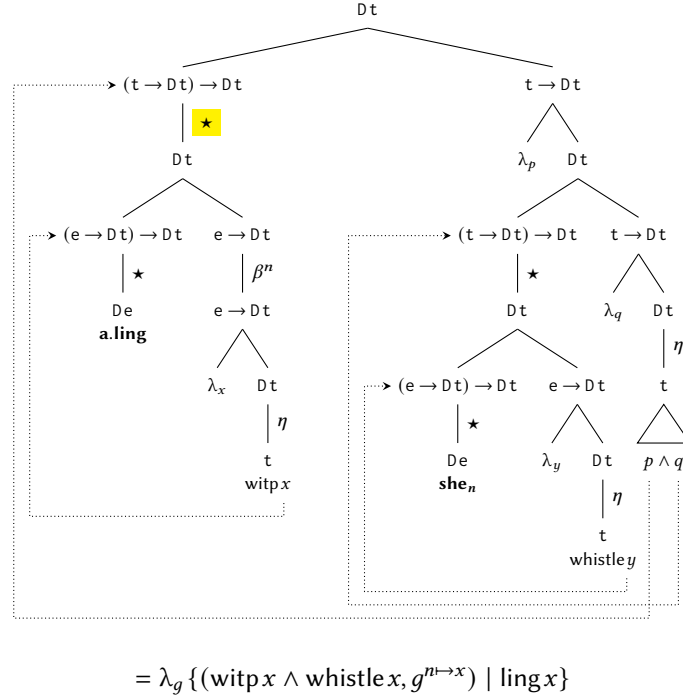 Dt
(t → Dt) → Dt t → Dt
★
Dt λp Dt
(e → Dt) → Dt e → Dt (t → Dt) → Dt t → Dt
★ βⁿ ★
De e → Dt Dt λq Dt
a.ling
η
λx Dt (e → Dt) → Dt e → Dt t
η ★
t De λy Dt p ∧ q
witp x sheₙ
η
t
whistle y
= λg {(witp x ∧ whistle x, gⁿ↦ˣ) | ling x}